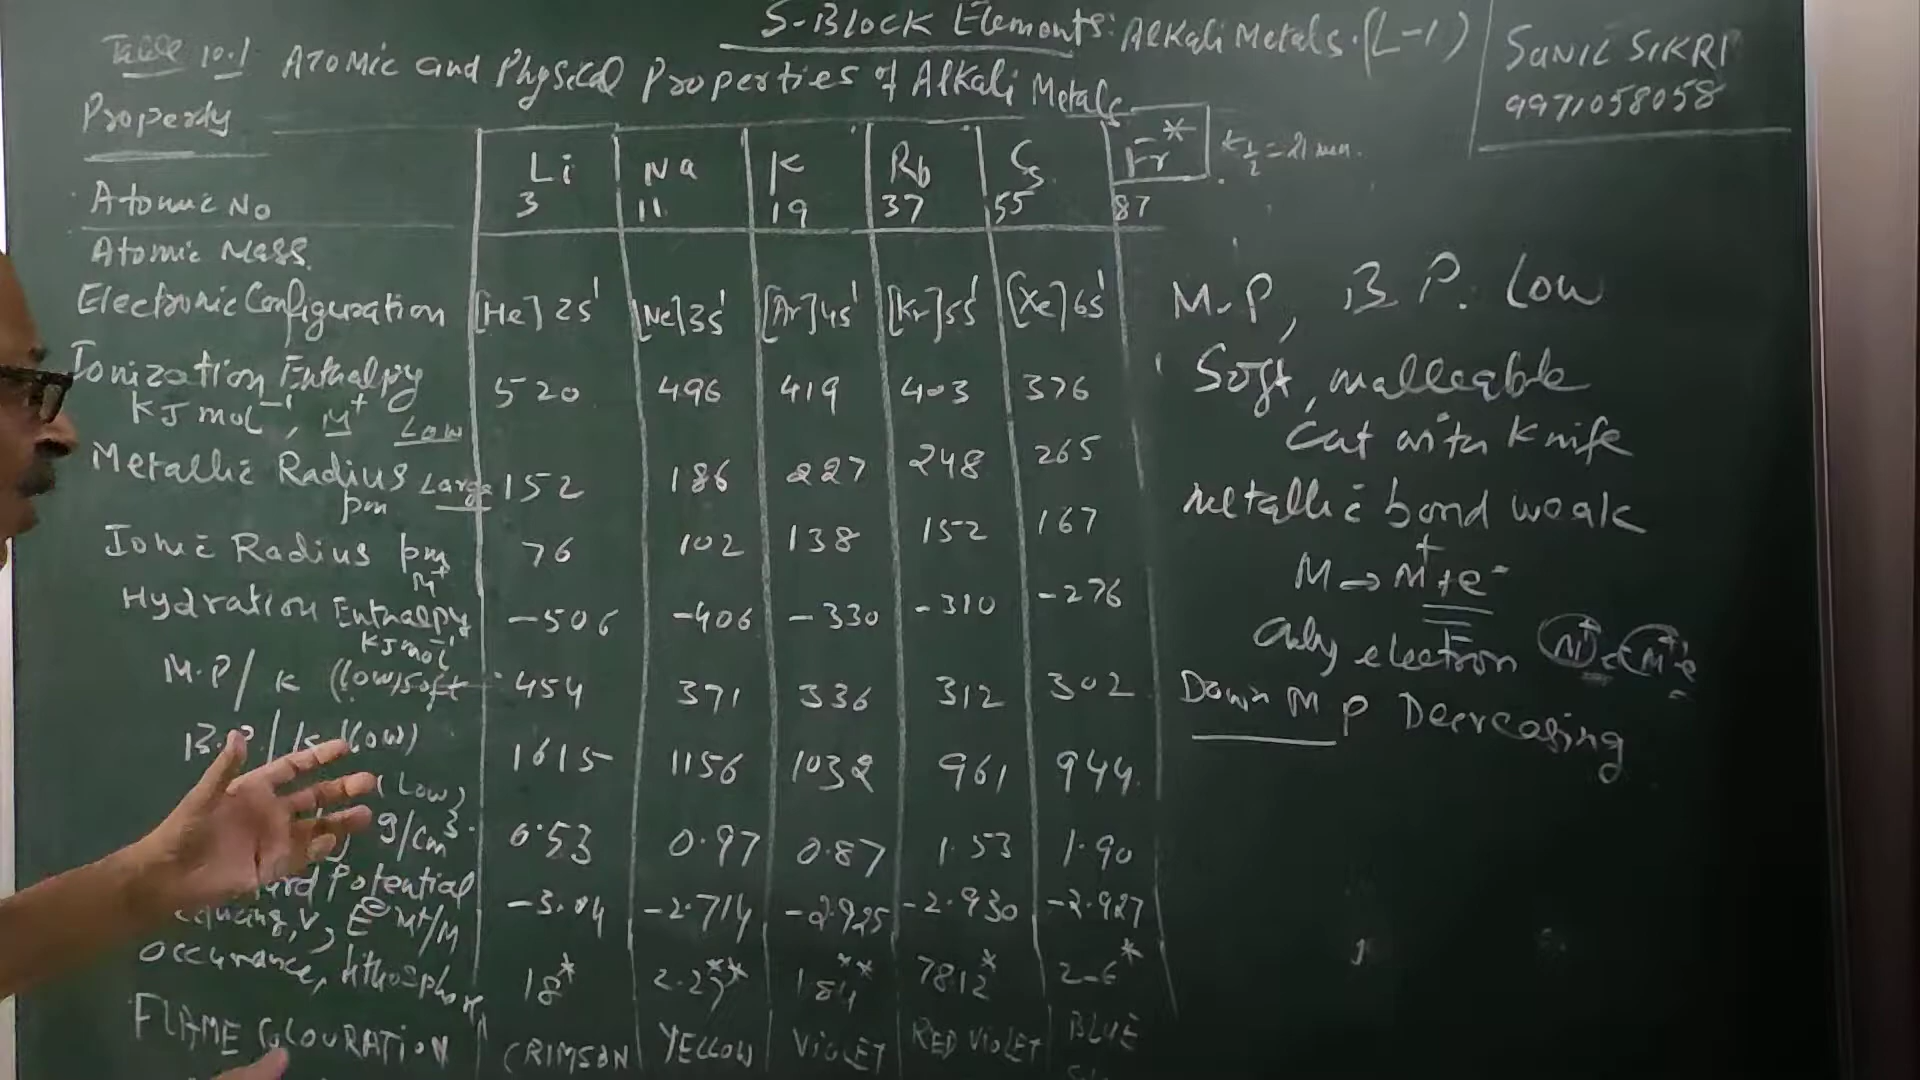 S-BLOCK Elements: Alkali Metals. (L-1)
SUNIL SIKRI
9971058058
Table 10.1 Atomic and Physical Properties of Alkali Metals
Property
Li Na K Rb Cs Fr* t½ = 21 min.
Atomic No 3 11 19 37 55 87
Atomic Mass
Electronic Configuration [He] 2s¹ [Ne]3s¹ [Ar]4s¹ [Kr]5s¹ [Xe]6s¹
Ionization Enthalpy 520 496 419 403 376
KJ mol⁻¹, M⁺ Low
Metallic Radius Large 152 186 227 248 265
pm
Ionic Radius pm 76 102 138 152 167
M⁺
Hydration Enthalpy -506 -406 -330 -310 -276
KJ mol⁻¹
M.P/ K (low) soft 454 371 336 312 302
B.P./ K (low) 1615 1156 1032 961 944
(Low)
g/cm³ 0.53 0.97 0.87 1.53 1.90
Potential -3.04 -2.714 -2.925 -2.930 -2.927
V, E⊖ M⁺/M
Occurance, lithosphere 18* 2.27** 1.84** 7812* 2-6*
FLAME COLOURATION CRIMSON YELLOW VIOLET RED VIOLET BLUE
M.P, B.P. Low
Soft, malleable
Cut with Knife
metallic bond weak
M → M⁺ + e⁻
Only electron
Down MP Decreasing